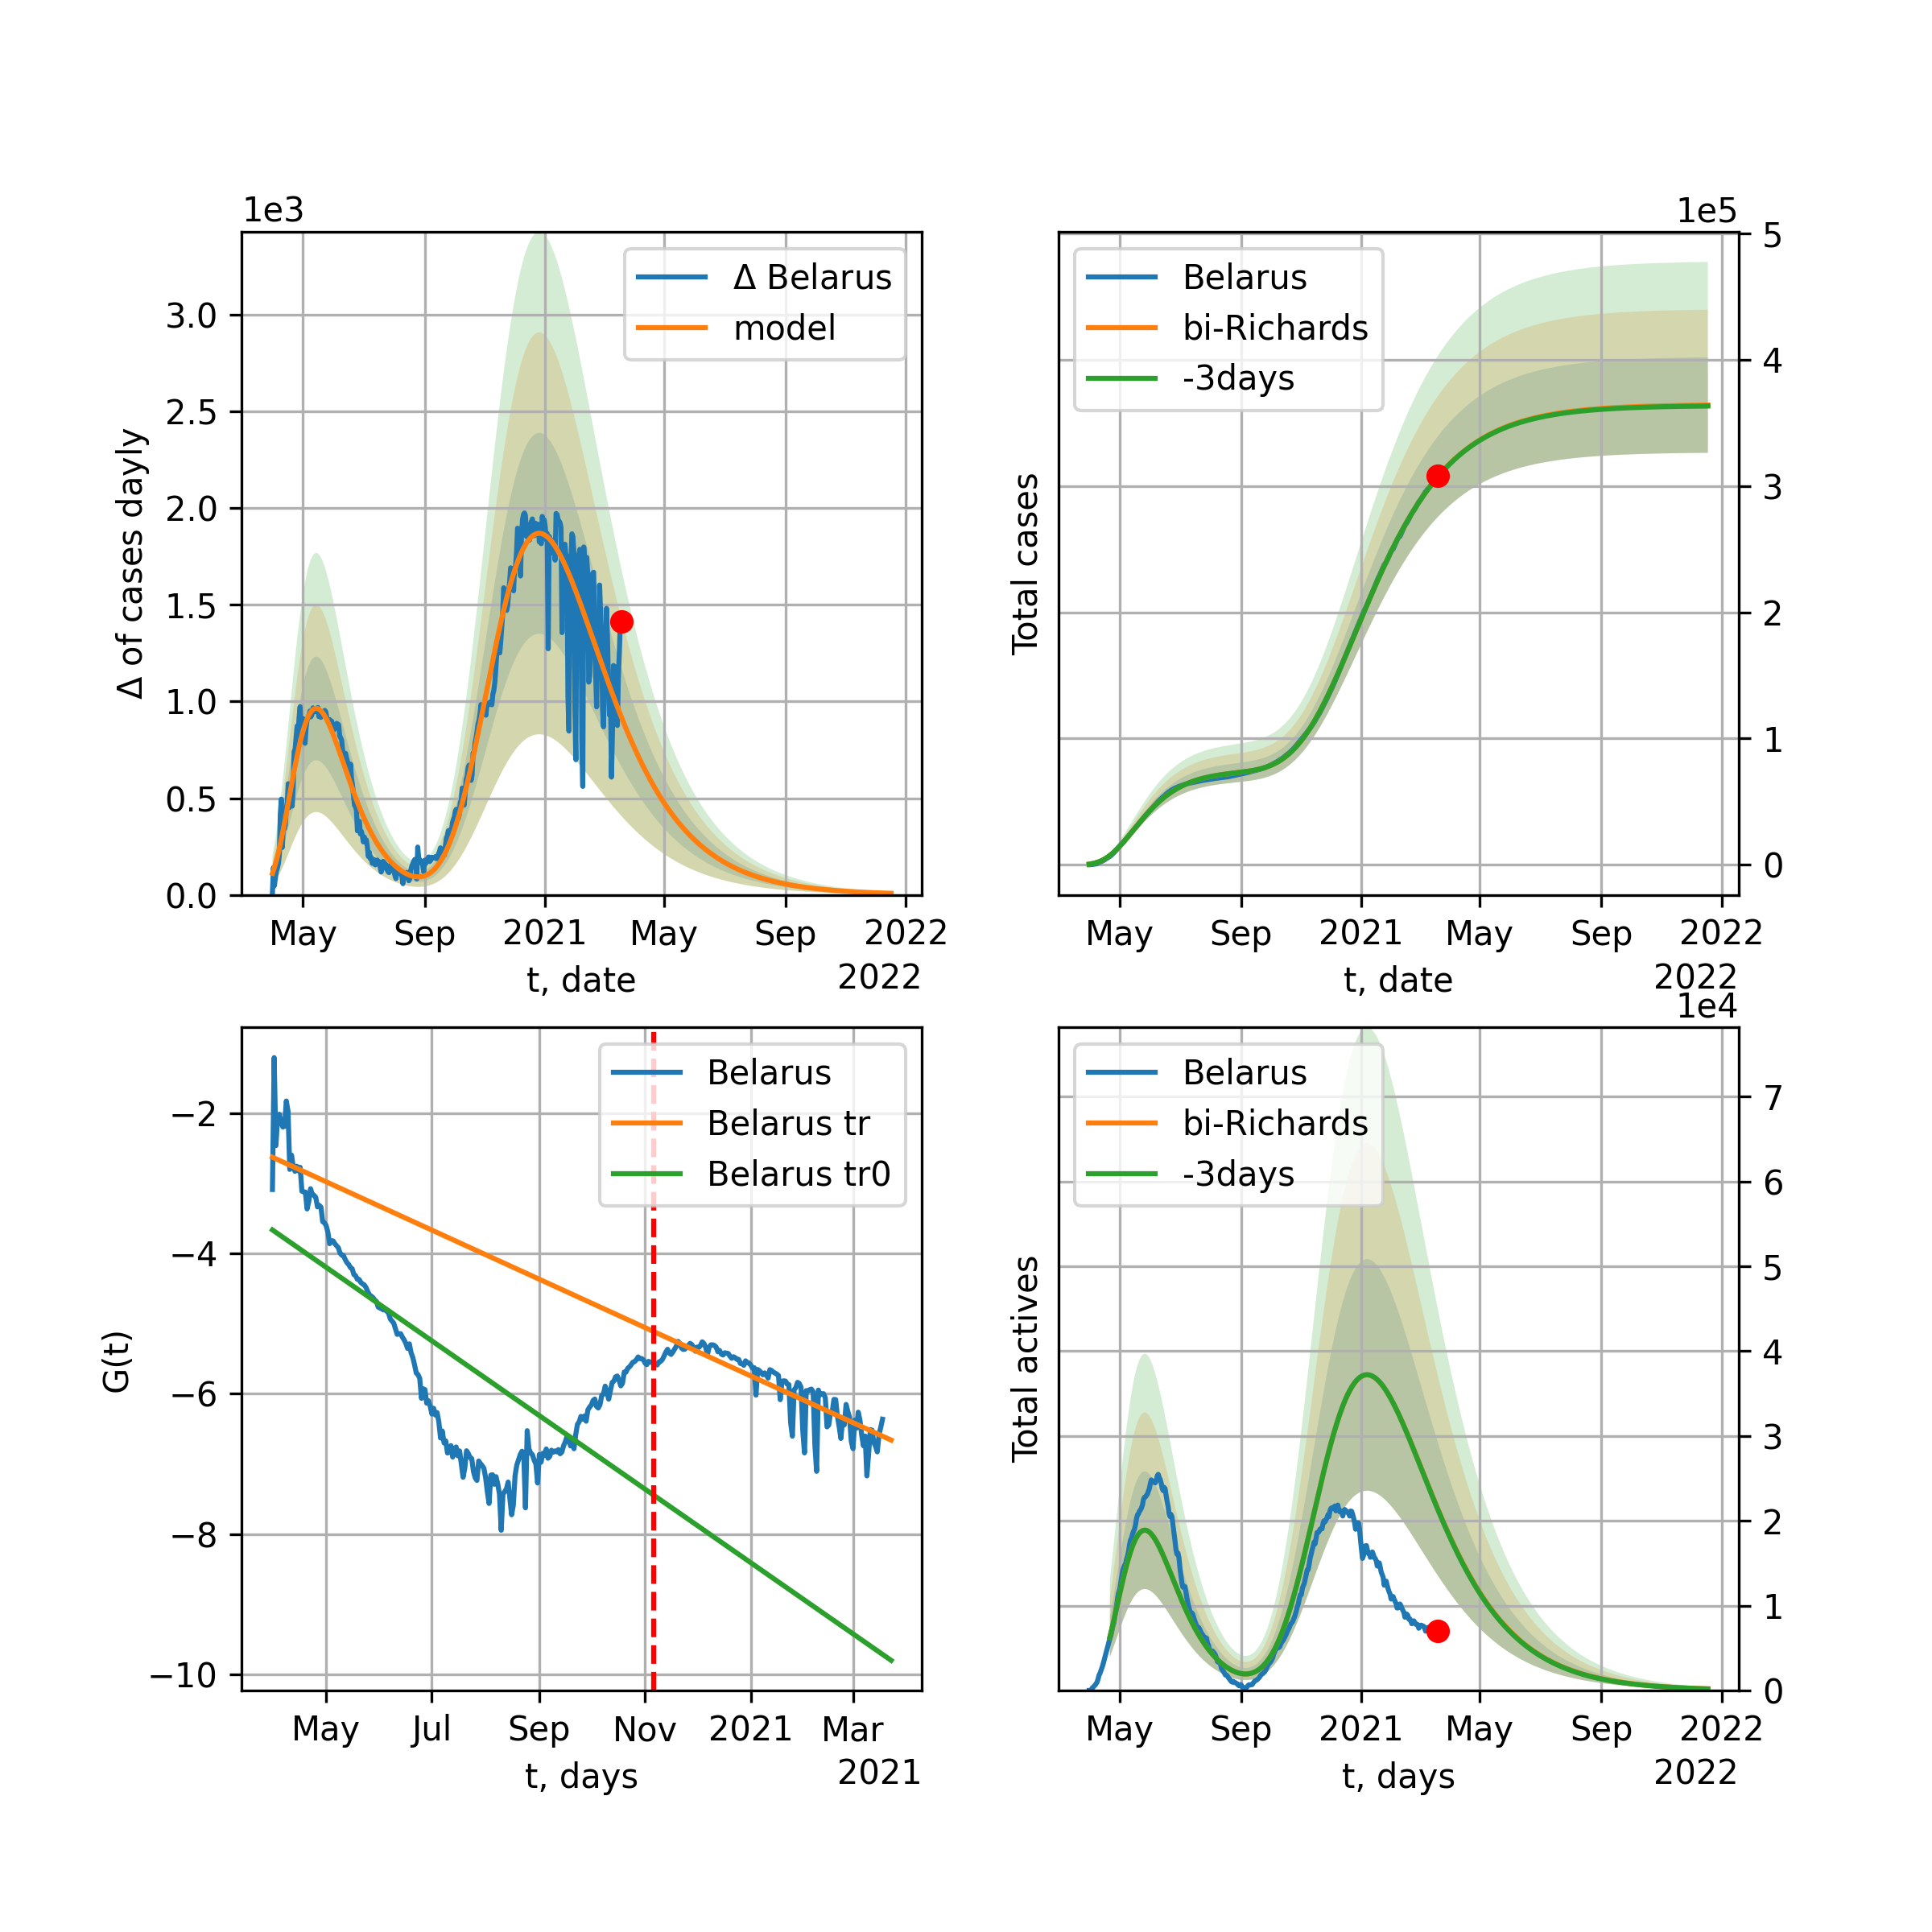 1e3
Δ of cases dayly
3.0
2.5
2.0
1.5
1.0
0.5
0.0
Δ Belarus
model
May Sep 2021 May Sep 2022
t, date
2022
1e5
Total cases
Belarus
bi-Richards
-3days
5
4
3
2
1
0
May Sep 2021 May Sep 2022
t, date
2022
G(t)
−2
−4
−6
−8
−10
Belarus
Belarus tr
Belarus tr0
May Jul Sep Nov 2021 Mar
t, days
2021
1e4
Total actives
Belarus
bi-Richards
-3days
7
6
5
4
3
2
1
0
May Sep 2021 May Sep 2022
t, days
2022